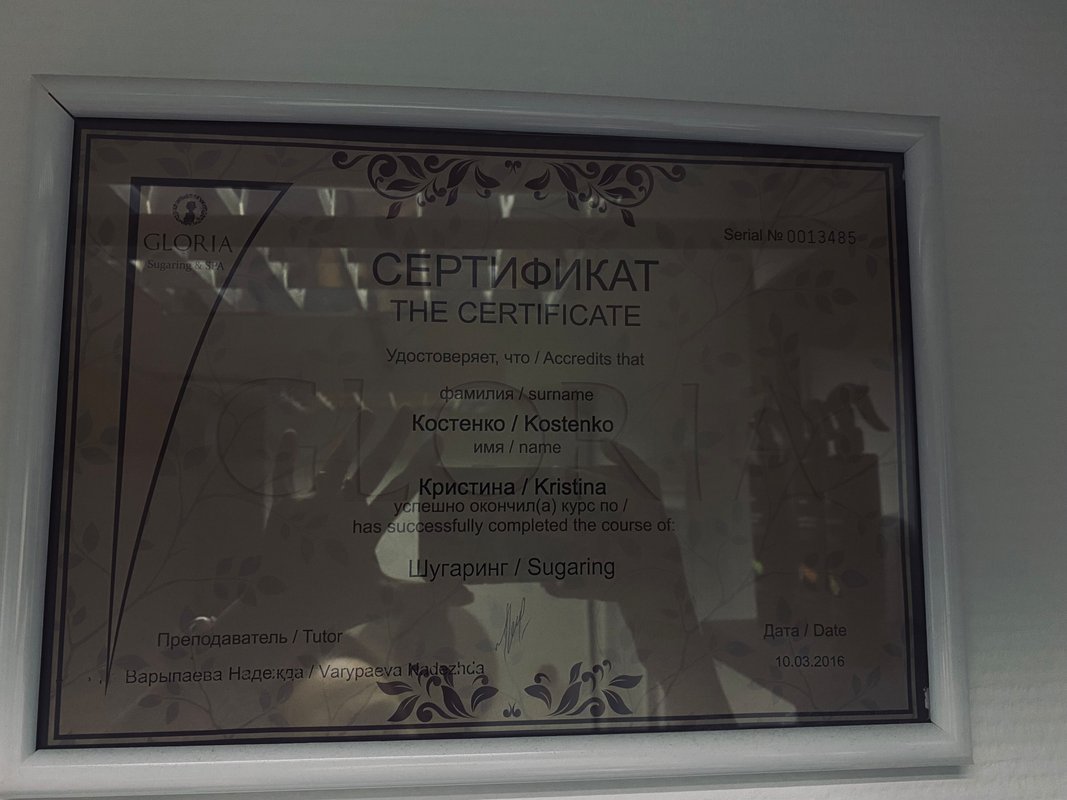 GLORIA
Sugaring & SPA
Serial № 0013485
СЕРТИФИКАТ
THE CERTIFICATE
Удостоверяет, что / Accredits that
GLORIA
фамилия / surname
Костенко / Kostenko
имя / name
Кристина / Kristina
успешно окончил(а) курс по /
has successfully completed the course of:
Шугаринг / Sugaring
Преподаватель / Tutor
Варыпаева Надежда / Varypaeva Nadezhda
Дата / Date
10.03.2016